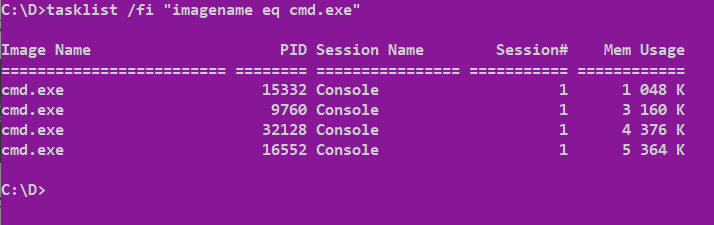 C:\D>tasklist /fi "imagename eq cmd.exe"
Image Name                     PID Session Name        Session#    Mem Usage
========================= ======== ================ =========== ============
cmd.exe                      15332 Console                    1      1 048 K
cmd.exe                       9760 Console                    1      3 160 K
cmd.exe                      32128 Console                    1      4 376 K
cmd.exe                      16552 Console                    1      5 364 K
C:\D>